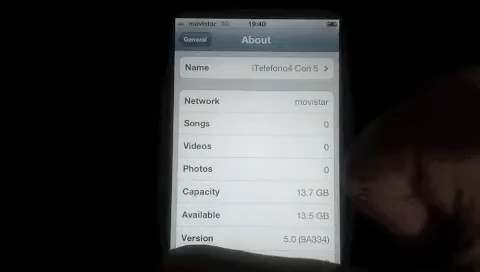 movistar 3G 19:40
General About
Name iTelefono4 Con 5
Network movistar
Songs 0
Videos 0
Photos 0
Capacity 13.7 GB
Available 13.5 GB
Version 5.0 (9A334)